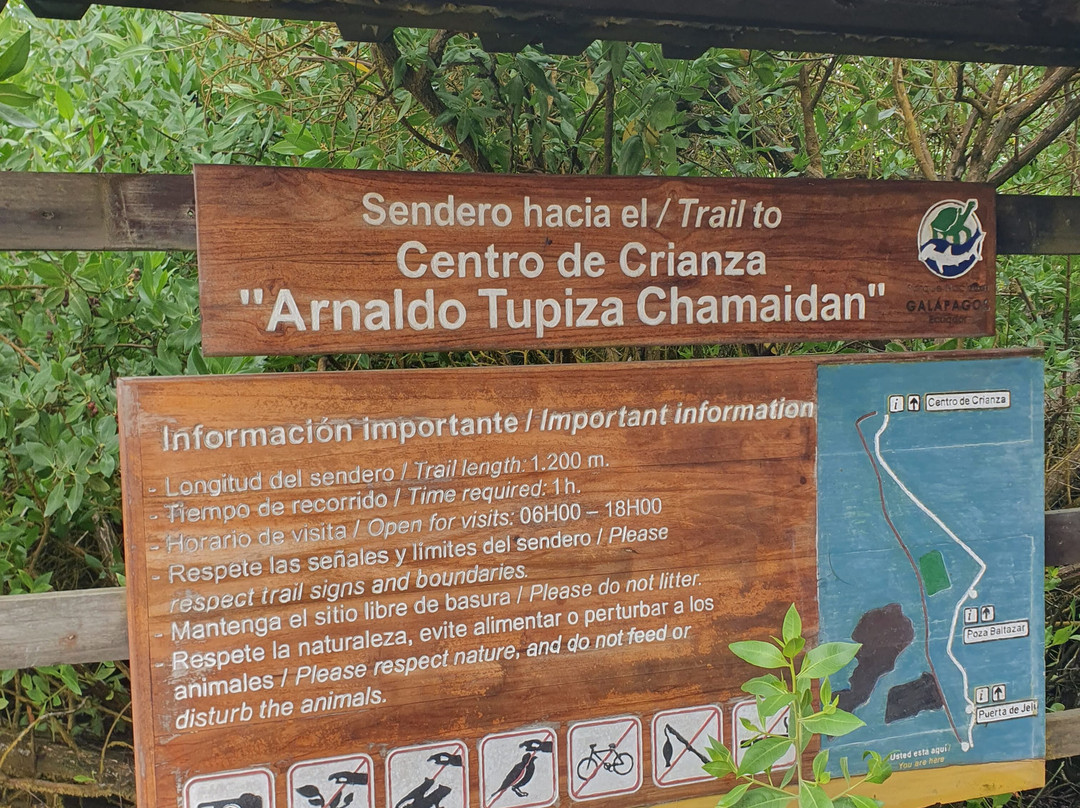 Sendero hacia el / Trail to
Centro de Crianza
"Arnaldo Tupiza Chamaidan"
GALÁPAGOS
Información importante / Important information
- Longitud del sendero / Trail length: 1.200 m.
- Tiempo de recorrido / Time required: 1h.
- Horario de visita / Open for visits: 06H00 – 18H00
- Respete las señales y límites del sendero / Please
respect trail signs and boundaries.
- Mantenga el sitio libre de basura / Please do not litter.
- Respete la naturaleza, evite alimentar o perturbar a los
animales / Please respect nature, and do not feed or
disturb the animals.
i Centro de Crianza
i Poza Baltazar
i Puerta de Jeli
Usted está aquí /
You are here